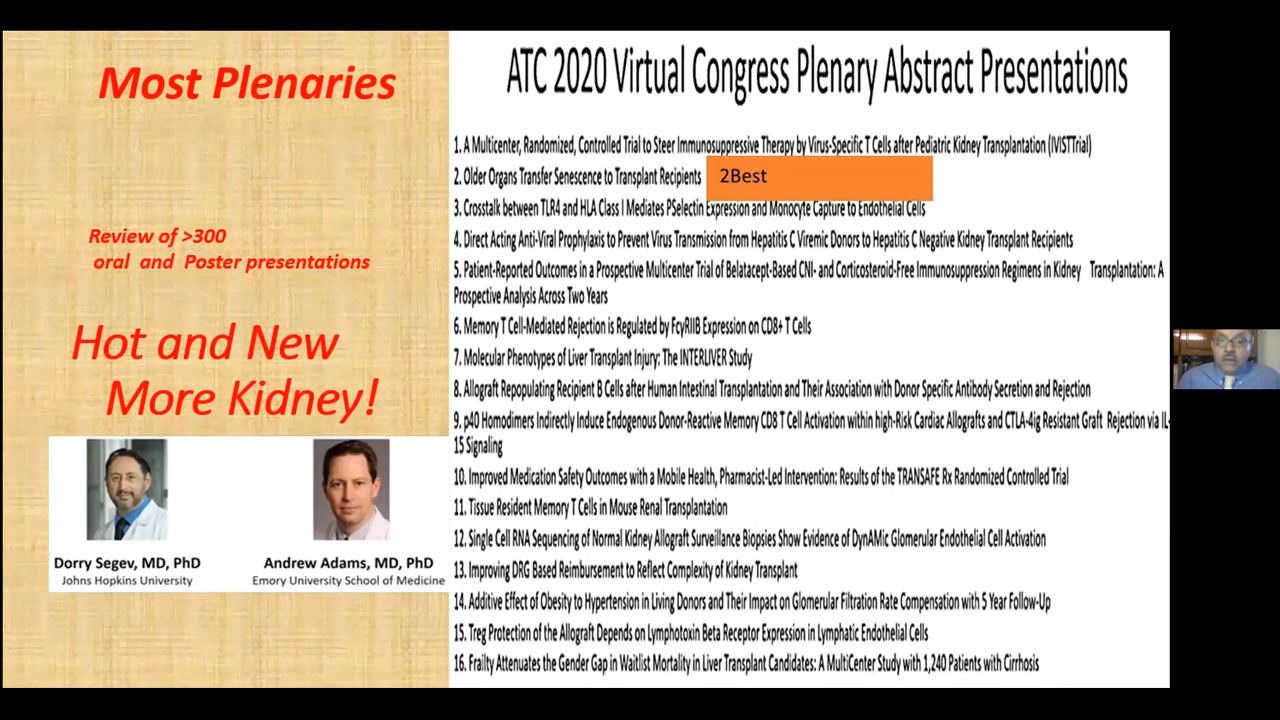 Most Plenaries
Review of >300
oral and Poster presentations
Hot and New
More Kidney!
Dorry Segev, MD, PhD
Johns Hopkins University
Andrew Adams, MD, PhD
Emory University School of Medicine
ATC 2020 Virtual Congress Plenary Abstract Presentations
1. A Multicenter, Randomized, Controlled Trial to Steer Immunosuppressive Therapy by Virus-Specific T Cells after Pediatric Kidney Transplantation (IVISTTrial)
2. Older Organs Transfer Senescence to Transplant Recipients
2Best
3. Crosstalk between TLR4 and HLA Class I Mediates PSelectin Expression and Monocyte Capture to Endothelial Cells
4. Direct Acting Anti-Viral Prophylaxis to Prevent Virus Transmission from Hepatitis C Viremic Donors to Hepatitis C Negative Kidney Transplant Recipients
5. Patient-Reported Outcomes in a Prospective Multicenter Trial of Belatacept-Based CNI- and Corticosteroid-Free Immunosuppression Regimens in Kidney Transplantation: A
Prospective Analysis Across Two Years
6. Memory T Cell-Mediated Rejection is Regulated by FcγRIIB Expression on CD8+ T Cells
7. Molecular Phenotypes of Liver Transplant Injury: The INTERLIVER Study
8. Allograft Repopulating Recipient B Cells after Human Intestinal Transplantation and Their Association with Donor Specific Antibody Secretion and Rejection
9. p40 Homodimers Indirectly Induce Endogenous Donor-Reactive Memory CD8 T Cell Activation within high-Risk Cardiac Allografts and CTLA-4ig Resistant Graft Rejection via IL-
15 Signaling
10. Improved Medication Safety Outcomes with a Mobile Health, Pharmacist-Led Intervention: Results of the TRANSAFE Rx Randomized Controlled Trial
11. Tissue Resident Memory T Cells in Mouse Renal Transplantation
12. Single Cell RNA Sequencing of Normal Kidney Allograft Surveillance Biopsies Show Evidence of DynAMic Glomerular Endothelial Cell Activation
13. Improving DRG Based Reimbursement to Reflect Complexity of Kidney Transplant
14. Additive Effect of Obesity to Hypertension in Living Donors and Their Impact on Glomerular Filtration Rate Compensation with 5 Year Follow-Up
15. Treg Protection of the Allograft Depends on Lymphotoxin Beta Receptor Expression in Lymphatic Endothelial Cells
16. Frailty Attenuates the Gender Gap in Waitlist Mortality in Liver Transplant Candidates: A MultiCenter Study with 1,240 Patients with Cirrhosis